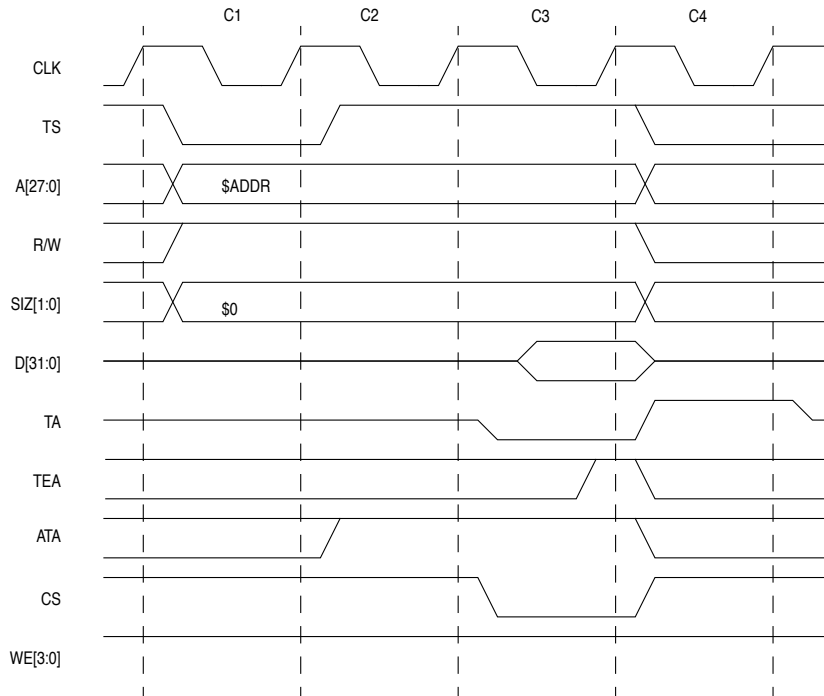 C1 C2 C3 C4
CLK
TS
A[27:0] $ADDR
R/W
SIZ[1:0] $0
D[31:0]
TA
TEA
ATA
CS
WE[3:0]